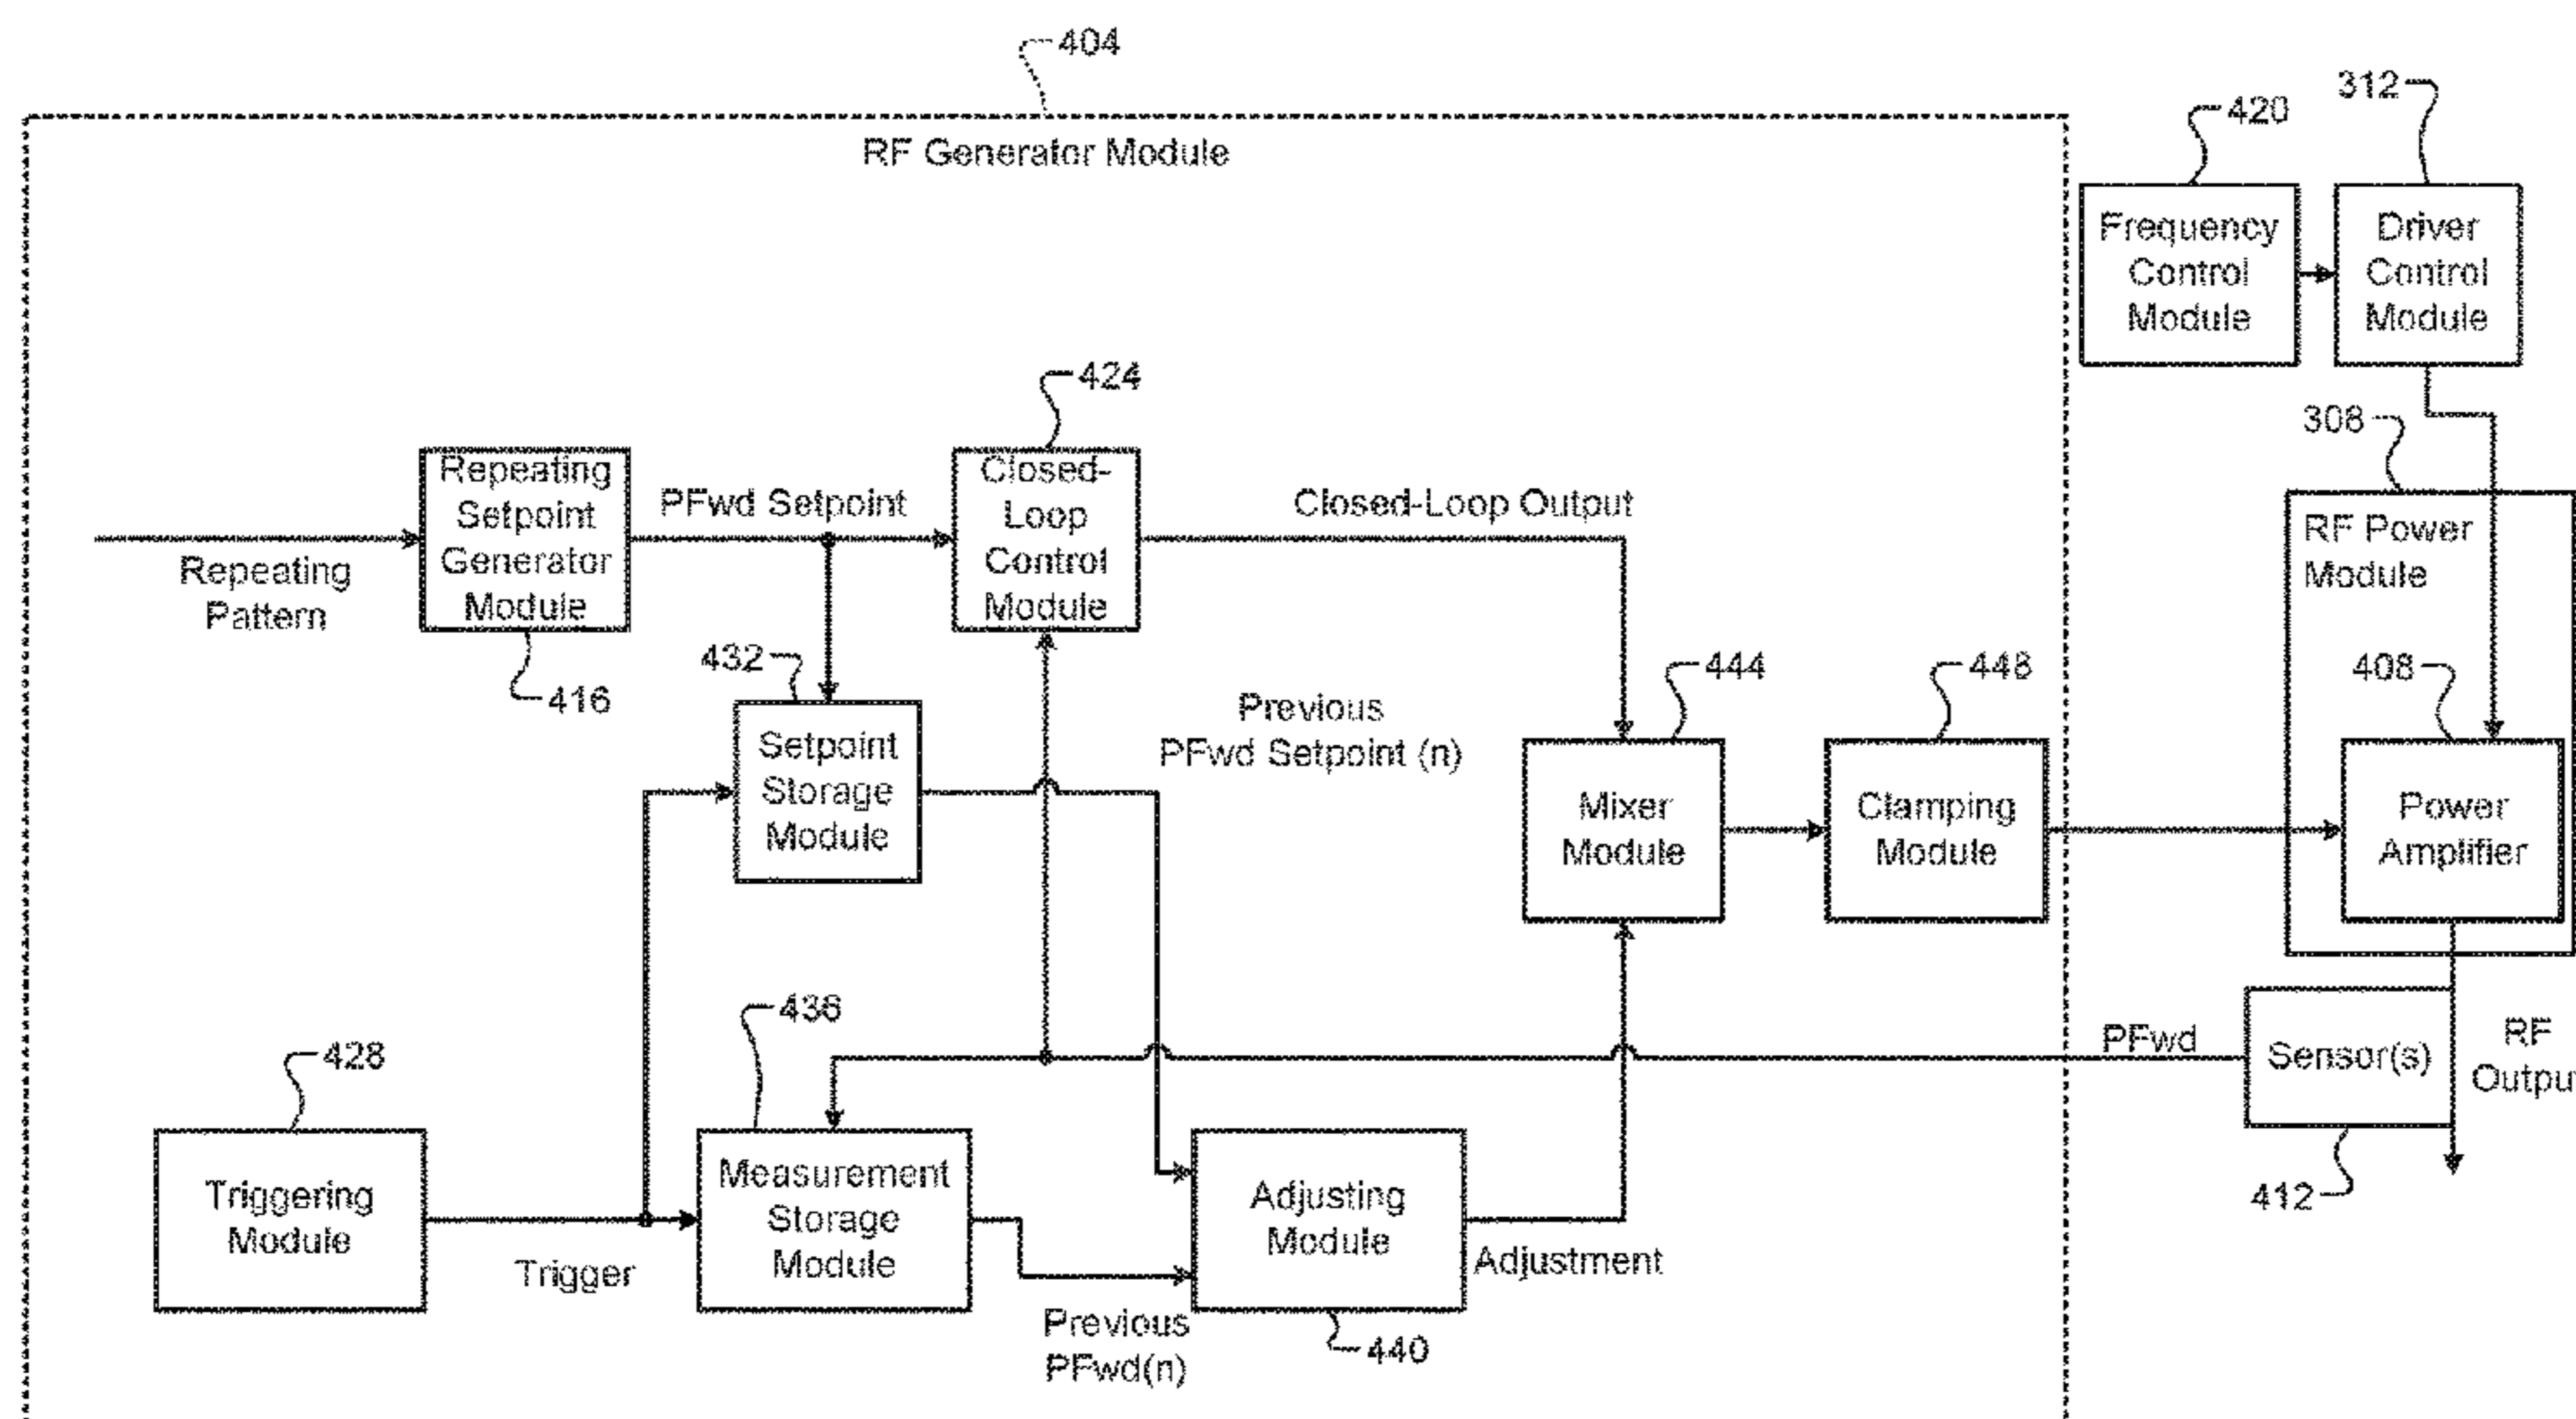 404
RF Generator Module
420
312
Frequency
Control
Module
Driver
Control
Module
424
308
Repeating
Setpoint
Generator
Module
PFwd Setpoint
Closed-
Loop
Control
Module
Closed-Loop Output
RF Power
Module
Repeating
Pattern
416
432
444
448
408
Setpoint
Storage
Module
Previous
PFwd Setpoint (n)
Mixer
Module
Clamping
Module
Power
Amplifier
428
436
PFwd
Sensor(s)
RF
Output
412
Triggering
Module
Trigger
Measurement
Storage
Module
Adjusting
Module
Adjustment
Previous
PFwd(n)
440